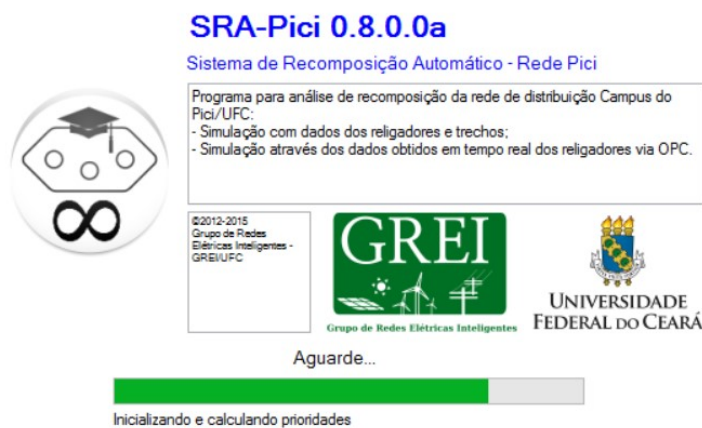 SRA-Pici 0.8.0.0a
Sistema de Recomposição Automático - Rede Pici
Programa para análise de recomposição da rede de distribuição Campus do
Pici/UFC:
- Simulação com dados dos religadores e trechos;
- Simulação através dos dados obtidos em tempo real dos religadores via OPC.
©2012-2015
Grupo de Redes
Elétricas Inteligentes -
GREI/UFC
GREI
Grupo de Redes Elétricas Inteligentes
UNIVERSIDADE
FEDERAL DO CEARÁ
Aguarde...
Inicializando e calculando prioridades